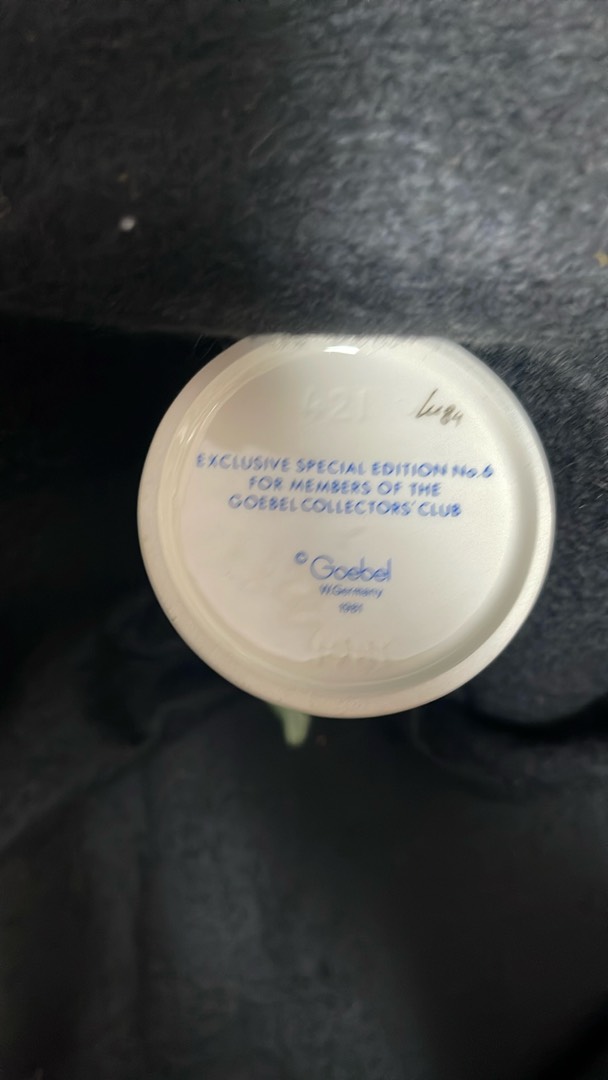 421
EXCLUSIVE SPECIAL EDITION No.6
FOR MEMBERS OF THE
GOEBEL COLLECTORS' CLUB
© Goebel
W.Germany
1981